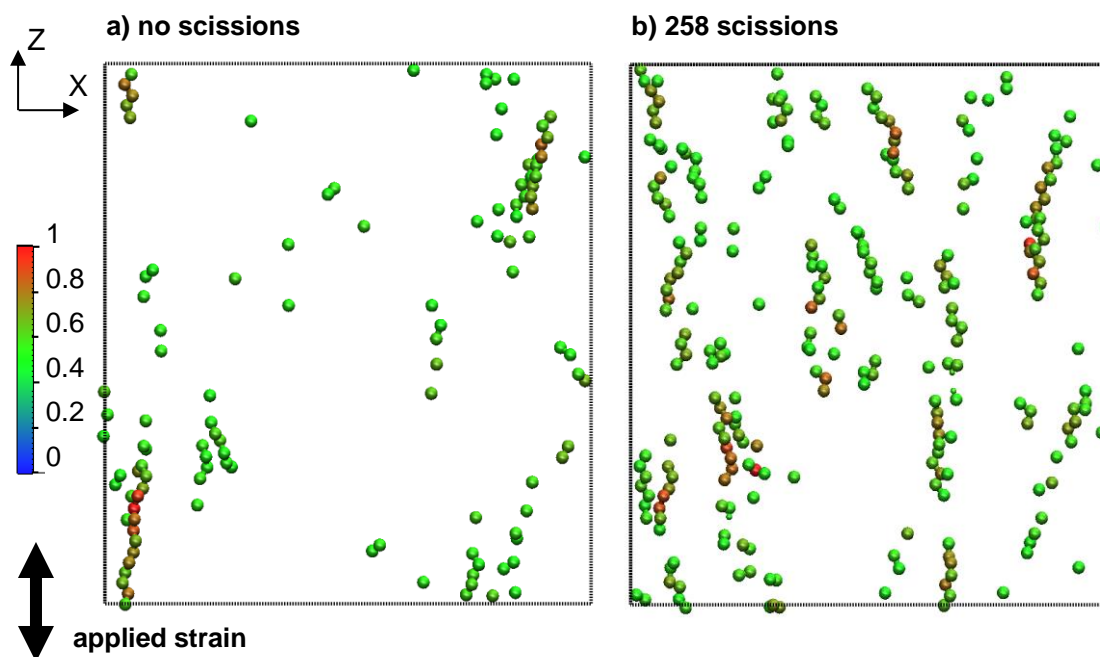 a) no scissions
b) 258 scissions
Z
X
1
0.8
0.6
0.4
0.2
0
applied strain